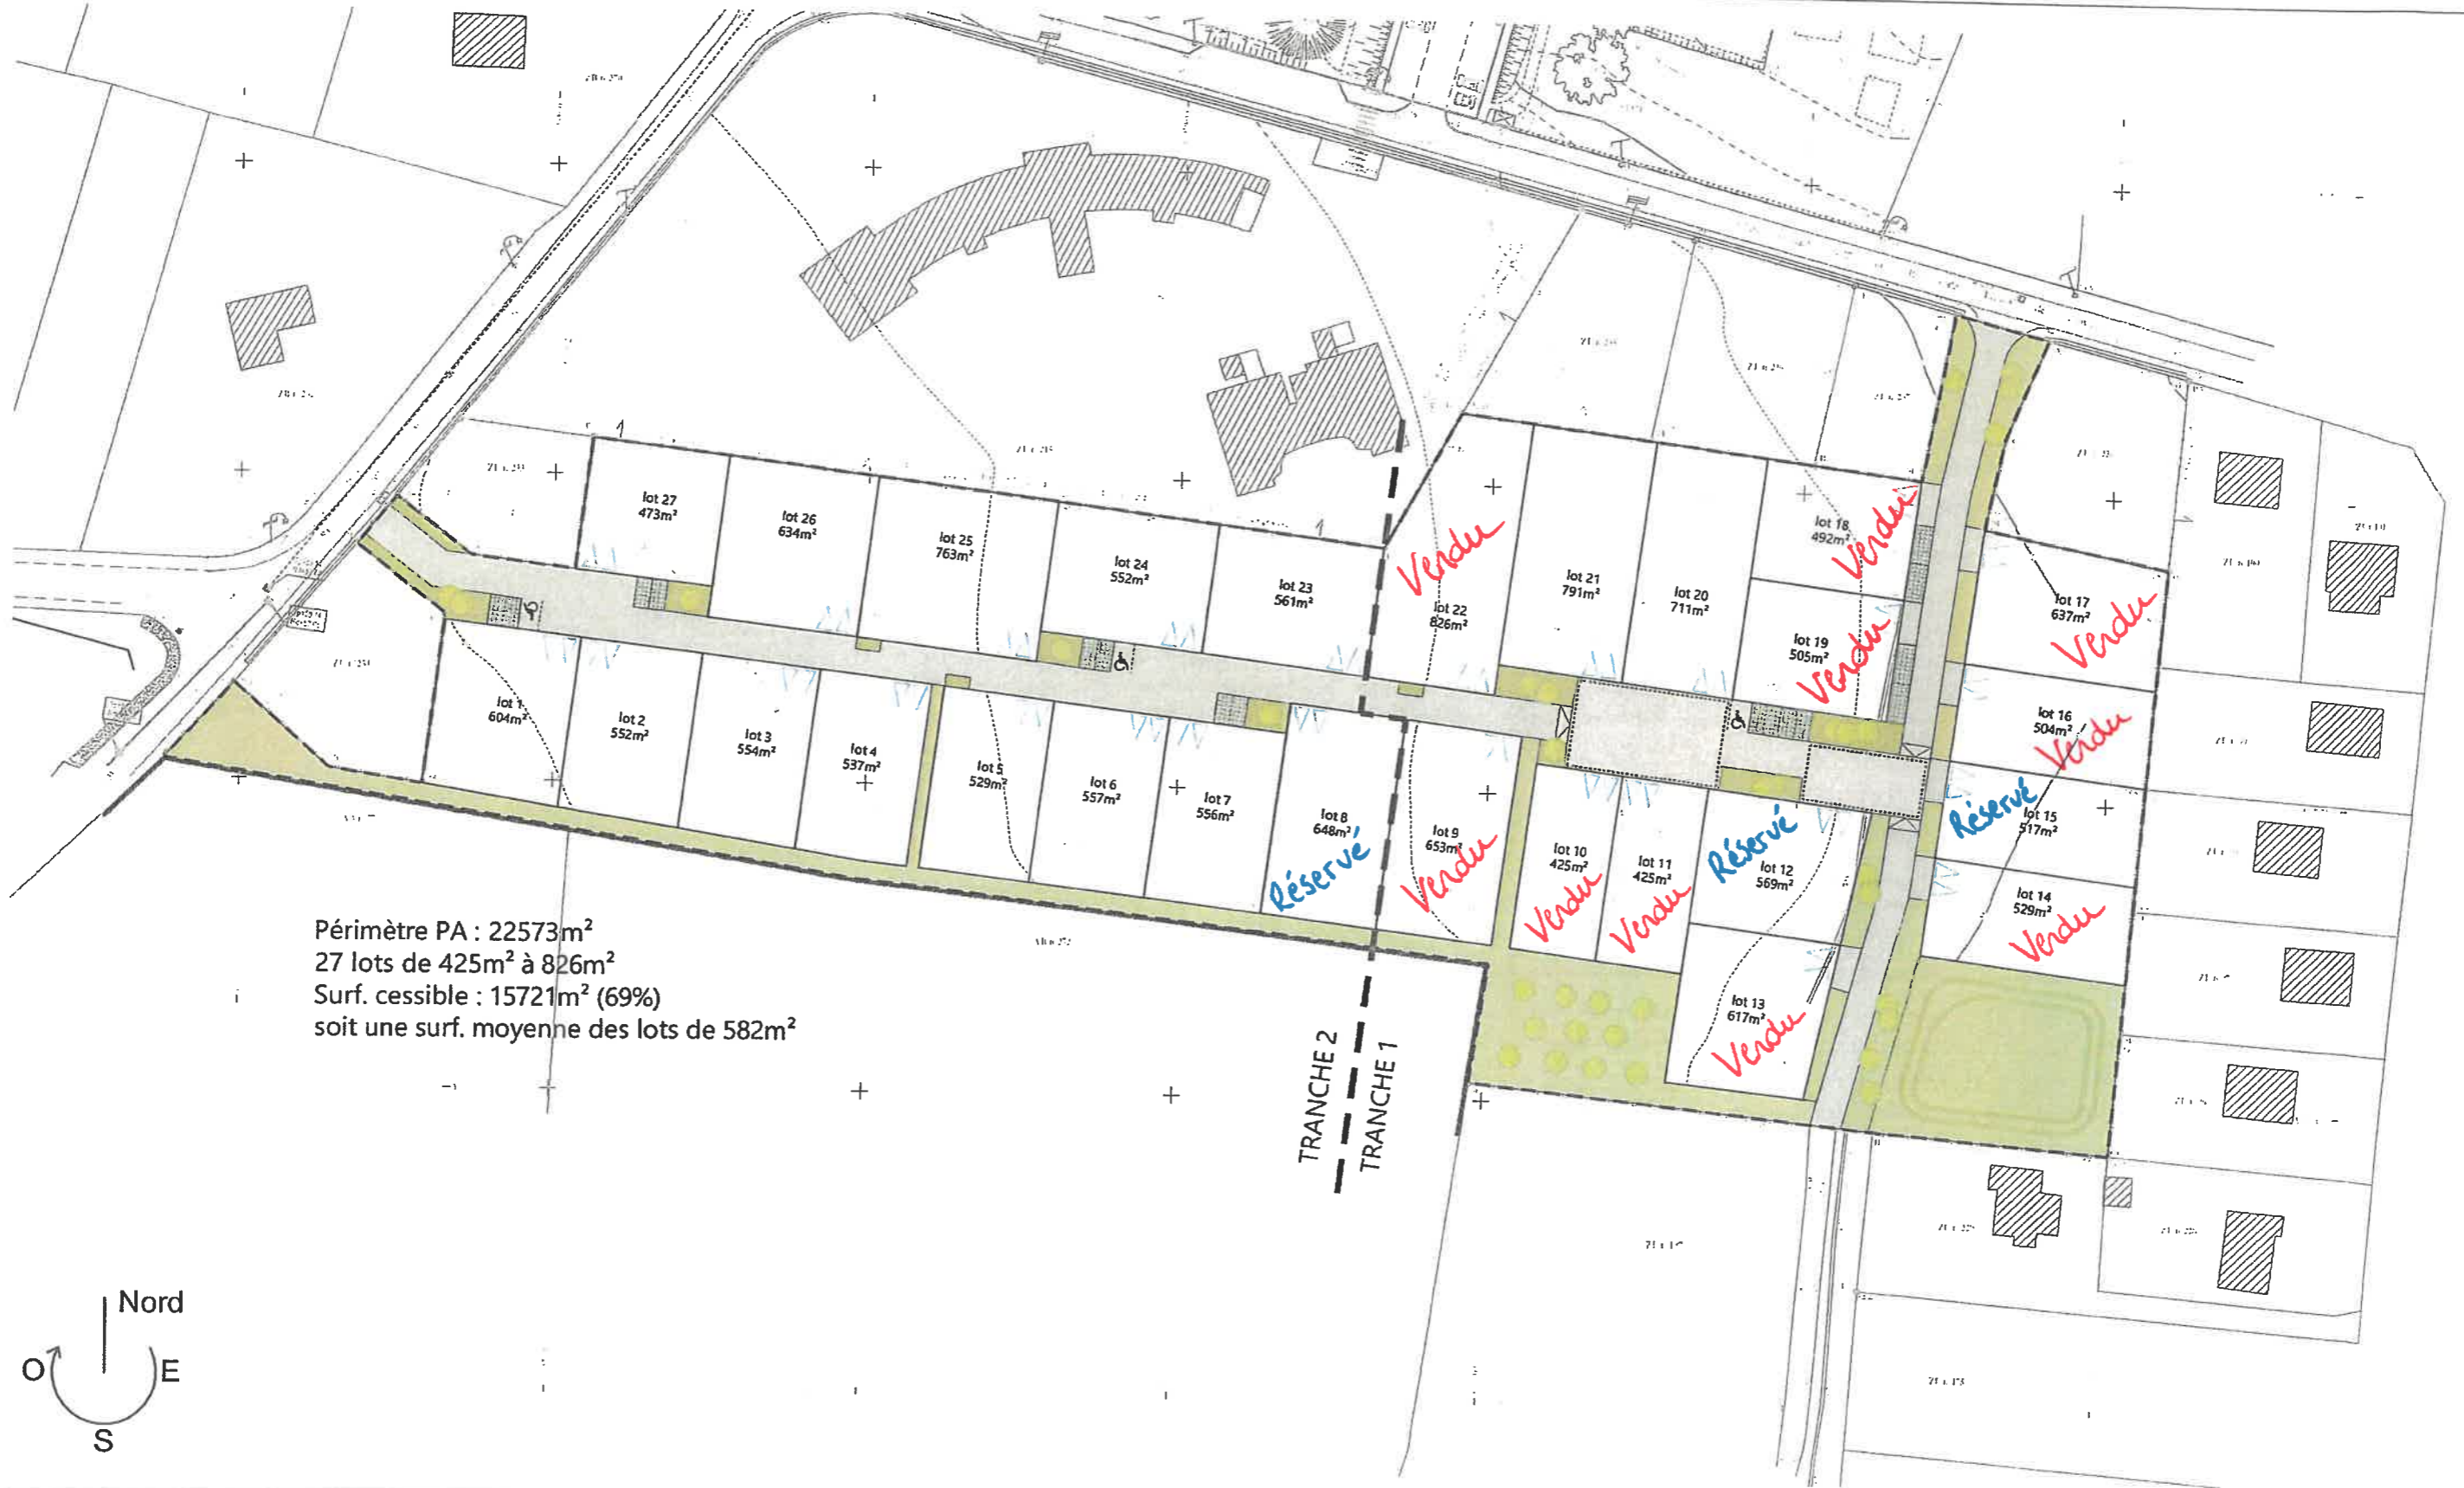 lot 27
473m²
lot 26
634m²
lot 25
763m²
lot 24
552m²
lot 23
561m²
Vendu
lot 22
826m²
lot 21
791m²
lot 20
711m²
lot 18
492m²
Vendu
lot 19
505m²
Vendu
lot 17
637m²
Vendu
lot 16
504m²
Vendu
Réservé
lot 15
517m²
lot 14
529m²
Vendu
lot 1
604m²
lot 2
552m²
lot 3
554m²
lot 4
537m²
lot 5
529m²
lot 6
557m²
lot 7
556m²
lot 8
648m²
Réservé
lot 9
653m²
Vendu
lot 10
425m²
Vendu
lot 11
425m²
Vendu
Réservé
lot 12
569m²
lot 13
617m²
Vendu
Périmètre PA : 22573m²
27 lots de 425m² à 826m²
Surf. cessible : 15721m² (69%)
soit une surf. moyenne des lots de 582m²
TRANCHE 2
TRANCHE 1
Nord
O
E
S